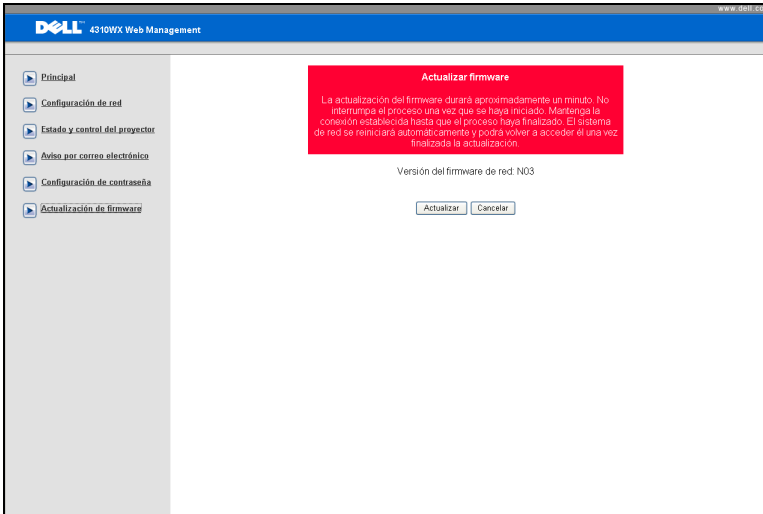 www.dell.co
DELL™ 4310WX Web Management
Principal
Configuración de red
Estado y control del proyector
Aviso por correo electrónico
Configuración de contraseña
Actualización de firmware
Actualizar firmware
La actualización del firmware durará aproximadamente un minuto. No
interrumpa el proceso una vez que se haya iniciado. Mantenga la
conexión establecida hasta que el proceso haya finalizado. El sistema
de red se reiniciará automáticamente y podrá volver a acceder él una vez
finalizada la actualización.
Versión del firmware de red: N03
Actualizar Cancelar